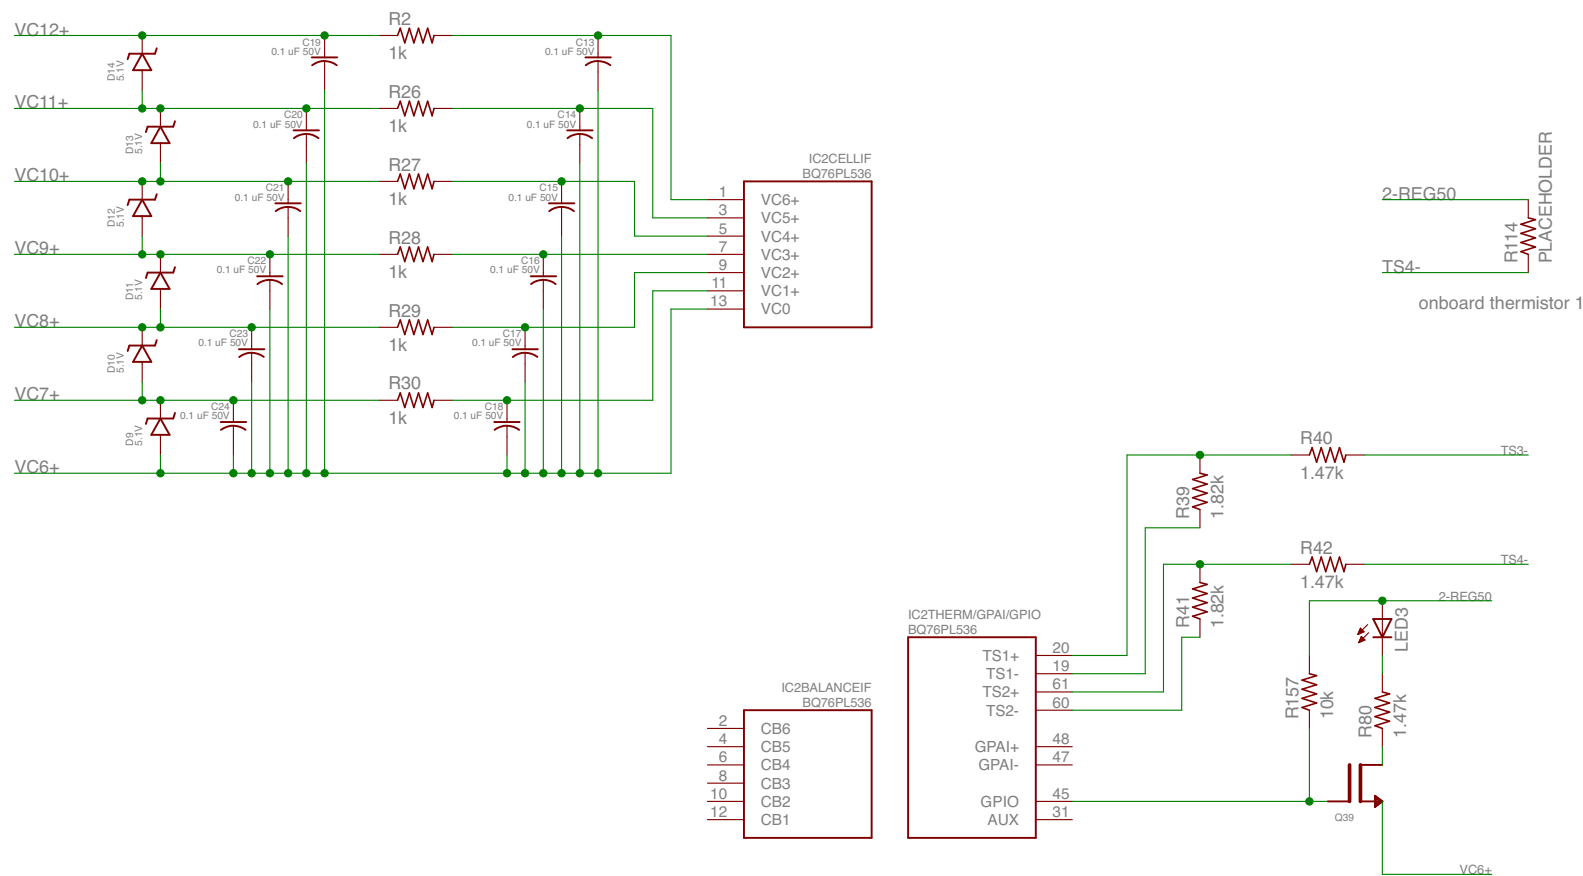 VC12+
D14
5.1V
C19
0.1 uF 50V
R2
1k
C13
0.1 uF 50V
VC11+
D13
5.1V
C20
0.1 uF 50V
R26
1k
C14
0.1 uF 50V
VC10+
D12
5.1V
C21
0.1 uF 50V
R27
1k
C15
0.1 uF 50V
VC9+
D11
5.1V
C22
0.1 uF 50V
R28
1k
C16
0.1 uF 50V
VC8+
D10
5.1V
C23
0.1 uF 50V
R29
1k
C17
0.1 uF 50V
VC7+
D9
5.1V
C24
0.1 uF 50V
R30
1k
C18
0.1 uF 50V
VC6+
IC2CELLIF
BQ76PL536
1 VC6+
3 VC5+
5 VC4+
7 VC3+
9 VC2+
11 VC1+
13 VC0
2-REG50
R114
PLACEHOLDER
TS4-
onboard thermistor 1
R40
1.47k
TS3-
R39
1.82k
R42
1.47k
TS4-
R41
1.82k
2-REG50
LED3
R157
10k
R80
1.47k
Q39
VC6+
IC2THERM/GPAI/GPIO
BQ76PL536
TS1+ 20
TS1- 19
TS2+ 61
TS2- 60
GPAI+ 48
GPAI- 47
GPIO 45
AUX 31
IC2BALANCEIF
BQ76PL536
2 CB6
4 CB5
6 CB4
8 CB3
10 CB2
12 CB1